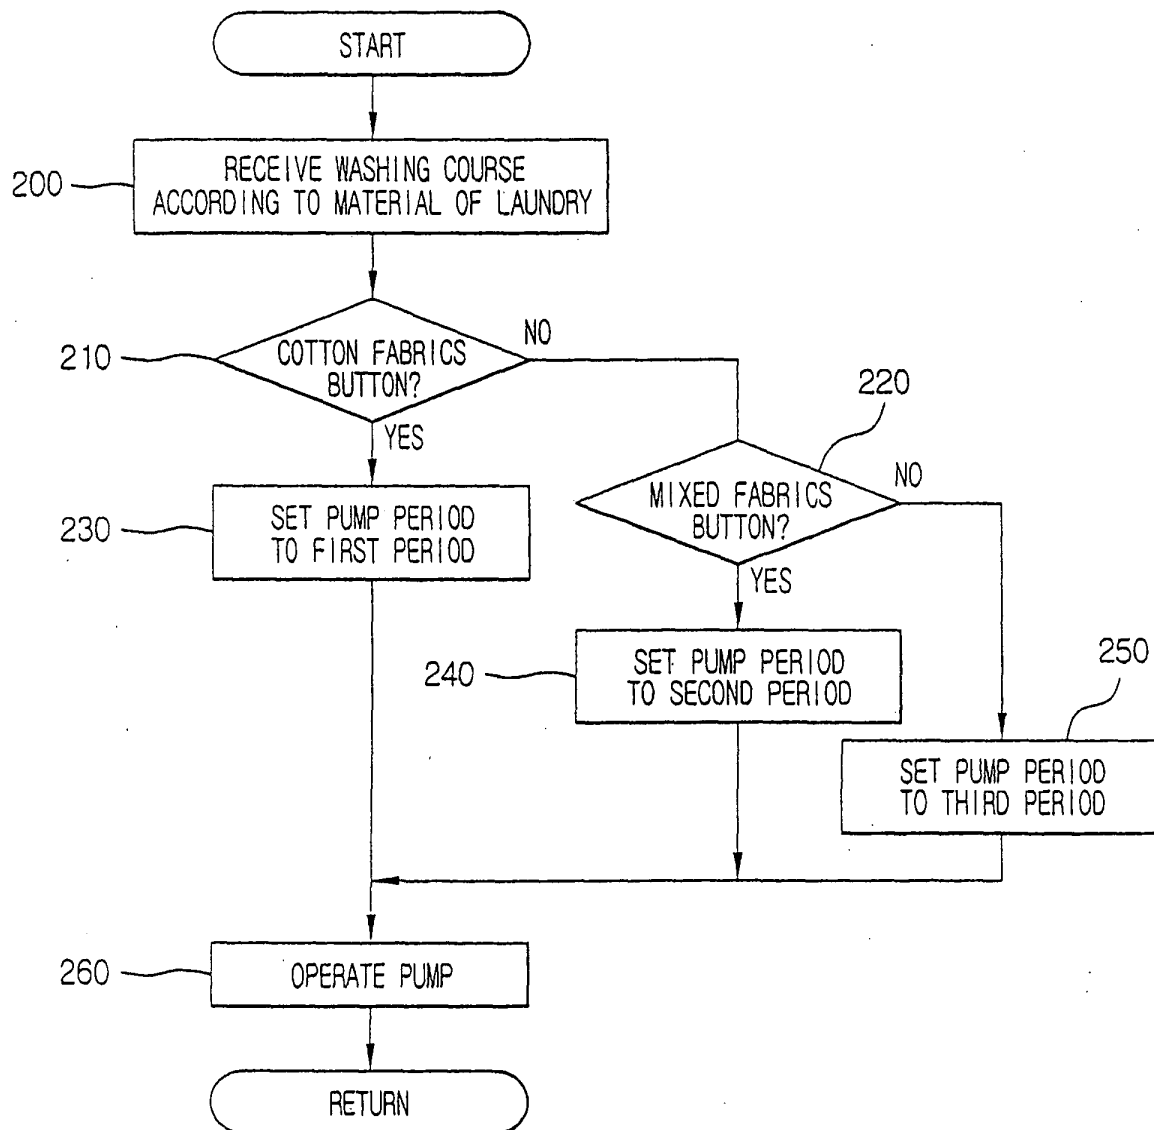 START
200
RECEIVE WASHING COURSE
ACCORDING TO MATERIAL OF LAUNDRY
210
COTTON FABRICS
BUTTON?
NO
YES
220
MIXED FABRICS
BUTTON?
NO
YES
230
SET PUMP PERIOD
TO FIRST PERIOD
240
SET PUMP PERIOD
TO SECOND PERIOD
250
SET PUMP PERIOD
TO THIRD PERIOD
260
OPERATE PUMP
RETURN